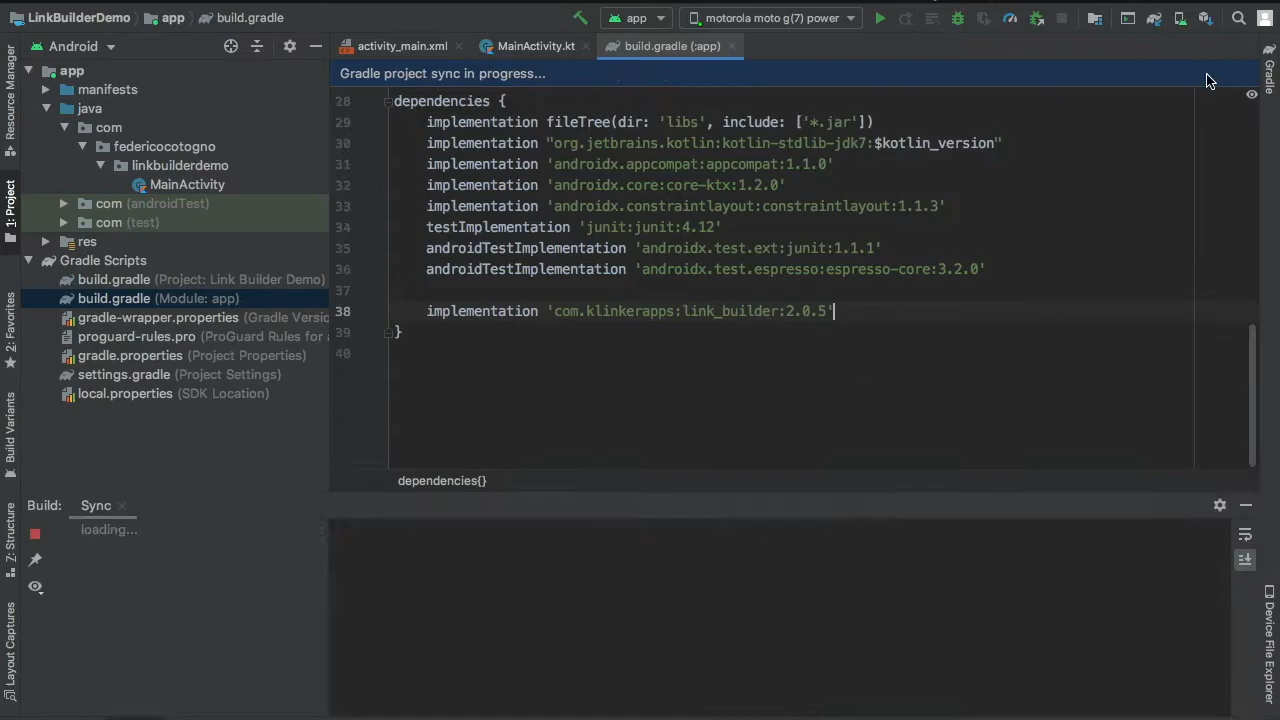 LinkBuilderDemo app build.gradle app motorola moto g(7) power
Android activity_main.xml MainActivity.kt build.gradle (:app)
Gradle project sync in progress...
app
manifests
java
com
federicocotogno
linkbuilderdemo
MainActivity
com (androidTest)
com (test)
res
Gradle Scripts
build.gradle (Project: Link Builder Demo)
build.gradle (Module: app)
gradle-wrapper.properties (Gradle Versio
proguard-rules.pro (ProGuard Rules for a
gradle.properties (Project Properties)
settings.gradle (Project Settings)
local.properties (SDK Location)
28 dependencies {
29 implementation fileTree(dir: 'libs', include: ['*.jar'])
30 implementation "org.jetbrains.kotlin:kotlin-stdlib-jdk7:$kotlin_version"
31 implementation 'androidx.appcompat:appcompat:1.1.0'
32 implementation 'androidx.core:core-ktx:1.2.0'
33 implementation 'androidx.constraintlayout:constraintlayout:1.1.3'
34 testImplementation 'junit:junit:4.12'
35 androidTestImplementation 'androidx.test.ext:junit:1.1.1'
36 androidTestImplementation 'androidx.test.espresso:espresso-core:3.2.0'
37
38 implementation 'com.klinkerapps:link_builder:2.0.5'
39 }
40
dependencies{}
Build: Sync
loading...
Resource Manager
1: Project
2: Favorites
Build Variants
Z: Structure
Layout Captures
Gradle
Device File Explorer